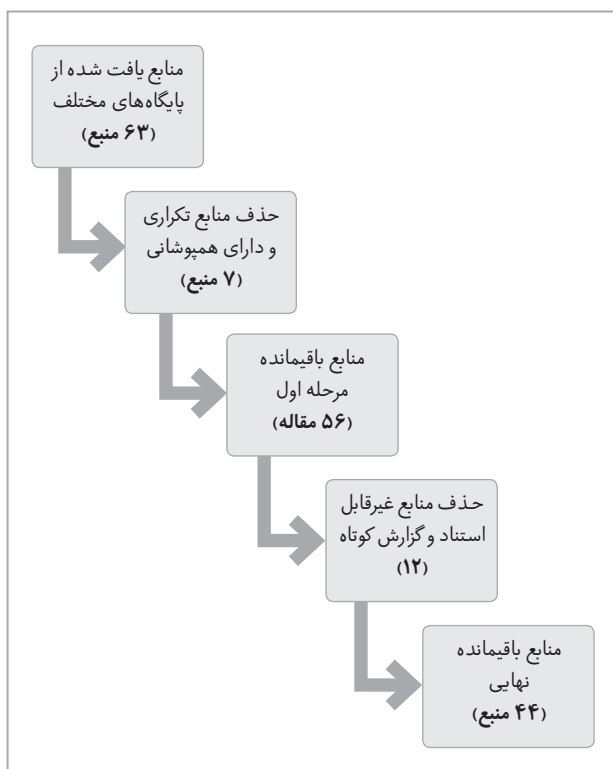 منابع یافت شده از
پایگاه‌های مختلف
(۶۳ منبع)
حذف منابع تکراری
و دارای همپوشانی
(۷ منبع)
منابع باقیمانده
مرحله اول
(۵۶ مقاله)
حذف منابع غیرقابل
استناد و گزارش کوتاه
(۱۲)
منابع باقیمانده
نهایی
(۴۴ منبع)